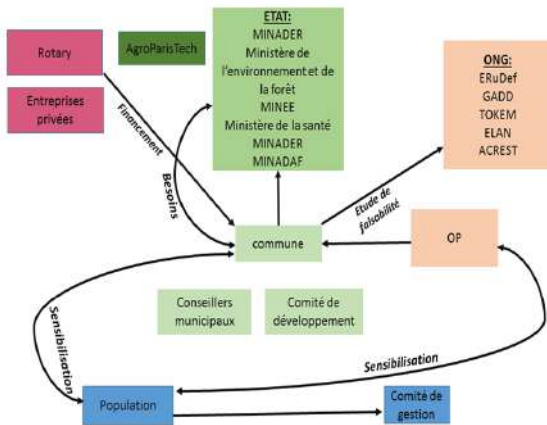 Rotary
AgroParisTech
Entreprises
privées
ETAT:
MINADER
Ministère de
l'environnement et de
la forêt
MINEE
Ministère de la santé
MINADER
MINADAF
ONG:
ERuDef
GADD
TOKEM
ELAN
ACREST
Financement
Besoins
Etude de
falsobilité
commune
OP
Conseillers
municipaux
Comité de
développement
Sensibilisation
Sensibilisation
Population
Comité de
gestion